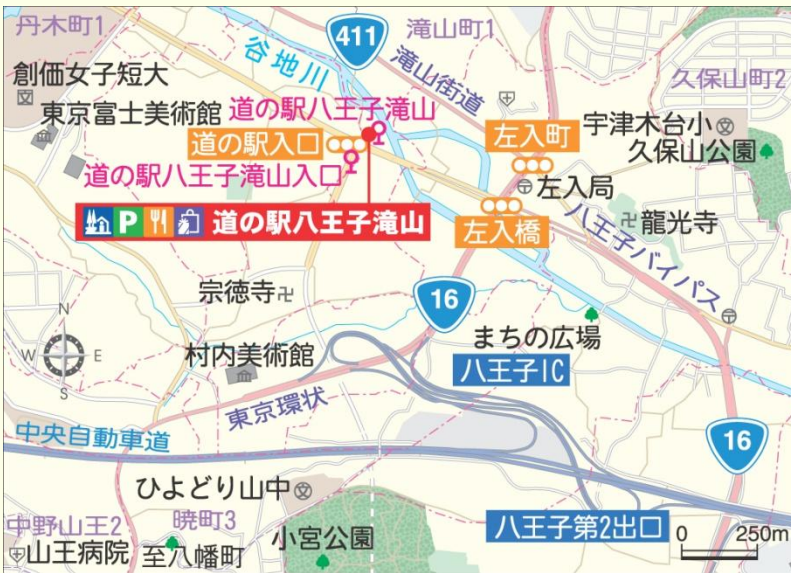 丹木町1
411
滝山町1
谷地川
滝山街道
久保山町2
創価女子短大
東京富士美術館
道の駅八王子滝山
道の駅入口
道の駅八王子滝山入口
左入町
宇津木台小
久保山公園
左入局
左入橋
龍光寺
八王子バイパス
P 道の駅八王子滝山
宗徳寺
16
N
W E
S
村内美術館
まちの広場
八王子IC
東京環状
中央自動車道
16
ひよどり山中
八王子第2出口
中野山王2
暁町3
小宮公園
山王病院
至八幡町
0 250m